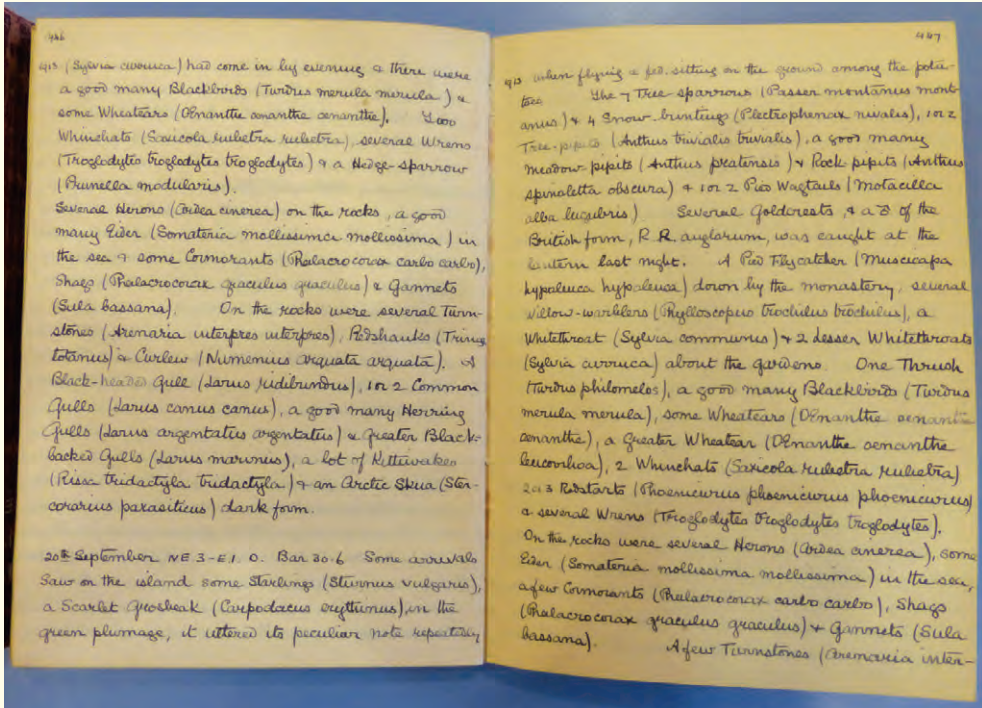 446
1913 (Sylvia curruca) had come in by evening & there were
a good many Blackbirds (Turdus merula merula) &
some Wheatears (Œnanthe œnanthe œnanthe). Two
Whinchats (Saxicola rubetra rubetra), several Wrens
(Troglodytes troglodytes troglodytes) & a Hedge-sparrow
(Prunella modularis).
Several Herons (Ardea cinerea) on the rocks, a good
many Eider (Somateria mollissima mollissima) in
the sea & some Cormorants (Phalacrocorax carbo carbo),
Shags (Phalacrocorax graculus graculus) & Gannets
(Sula bassana). On the rocks were several Turn-
stones (Arenaria interpres interpres), Redshanks (Tringa
totanus) & Curlew (Numenius arquata arquata). A
Black-headed Gull (Larus ridibundus), 1 or 2 Common
Gulls (Larus canus canus), a good many Herring
Gulls (Larus argentatus argentatus) & Greater Black-
backed Gulls (Larus marinus), a lot of Kittiwakes
(Rissa tridactyla tridactyla) & an Arctic Skua (Ster-
corarius parasiticus) dark form.
20th September NE 3-E 1. 0. Bar 30.6 Some arrivals
Saw on the island some Starlings (Sturnus vulgaris),
a Scarlet Grosbeak (Carpodacus erythrinus), in the
green plumage, it uttered its peculiar note repeatedly
447
1913 when flying & fed, sitting on the ground among the pota-
toes The 7 Tree sparrows (Passer montanus mont-
anus) & 4 Snow-buntings (Plectrophenax nivalis), 1 or 2
Tree-pipits (Anthus trivialis trivialis), a good many
meadow-pipits (Anthus pratensis) & Rock pipits (Anthus
spinoletta obscura) & 1 or 2 Pied Wagtails (Motacilla
alba lugubris) Several Goldcrests, & a ♂ of the
British form, R. R. anglorum, was caught at the
lantern last night. A Pied Flycatcher (Muscicapa
hypoleuca hypoleuca) down by the monastery, several
Willow-warblers (Phylloscopus trochilus trochilus), a
Whitethroat (Sylvia communis) & 2 Lesser Whitethroats
(Sylvia curruca) about the gardens. One Thrush
(Turdus philomelos), a good many Blackbirds (Turdus
merula merula), some Wheatears (Œnanthe oenanthe
oenanthe), a Greater Wheatear (Œnanthe oenanthe
leucorrhoa), 2 Whinchats (Saxicola rubetra rubetra)
2 or 3 Redstarts (Phoenicurus phoenicurus phoenicurus)
& several Wrens (Troglodytes troglodytes troglodytes).
On the rocks were several Herons (Ardea cinerea), some
Eider (Somateria mollissima mollissima) in the sea,
a few Cormorants (Phalacrocorax carbo carbo), Shags
(Phalacrocorax graculus graculus) & Gannets (Sula
bassana). A few Turnstones (Arenaria inter-